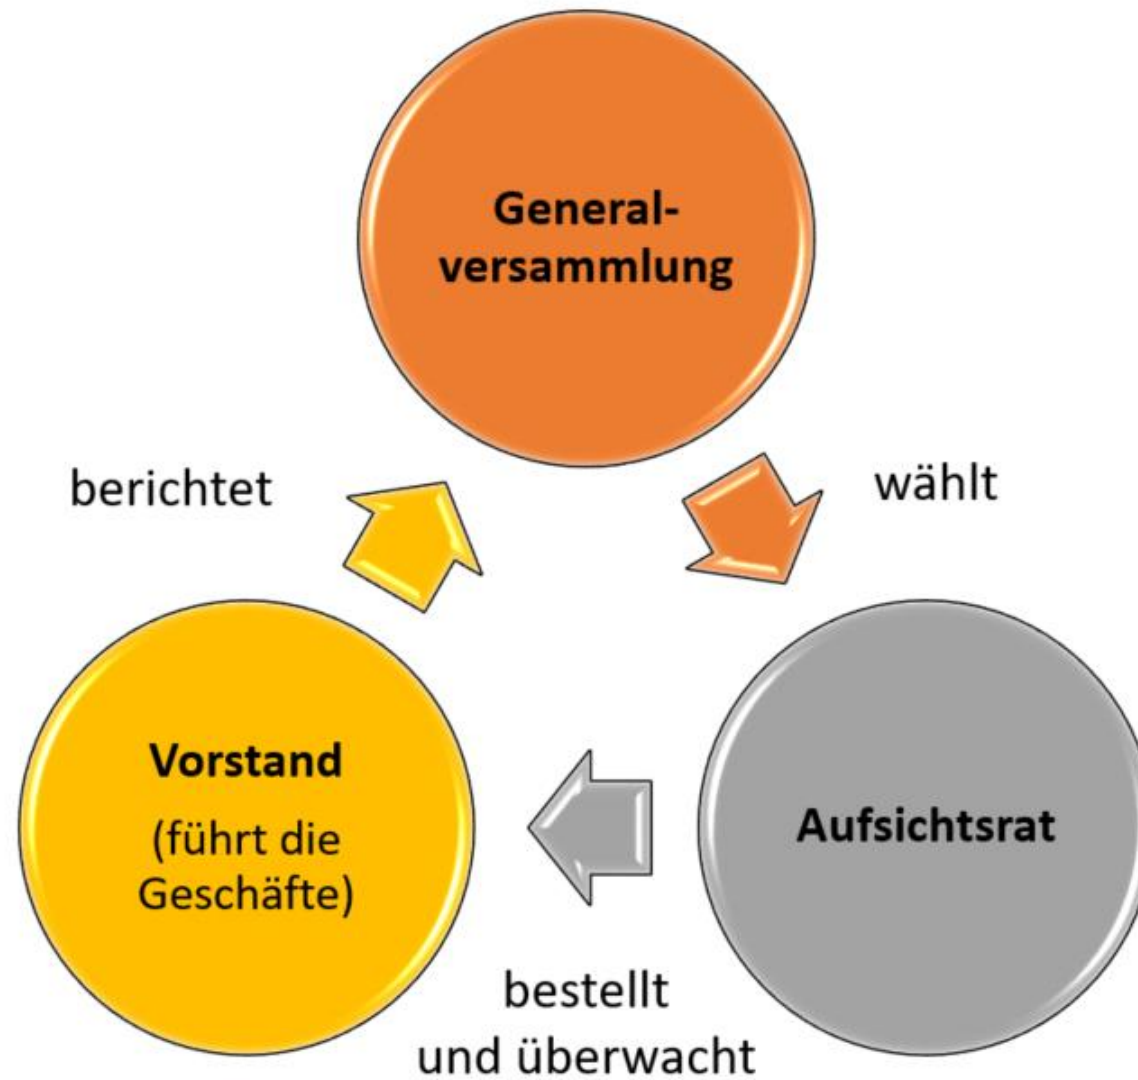 General-
versammlung
berichtet
wählt
Vorstand
(führt die
Geschäfte)
Aufsichtsrat
bestellt
und überwacht